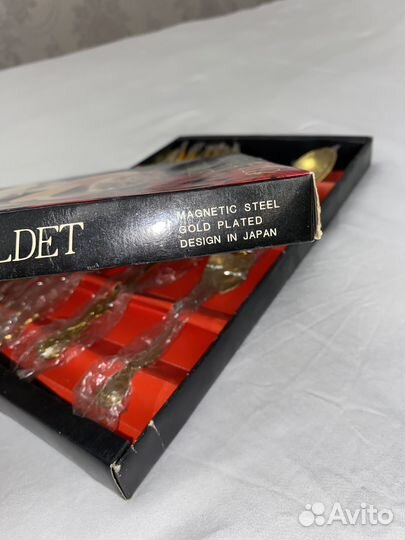 LDET
MAGNETIC STEEL
GOLD PLATED
DESIGN IN JAPAN
Avito